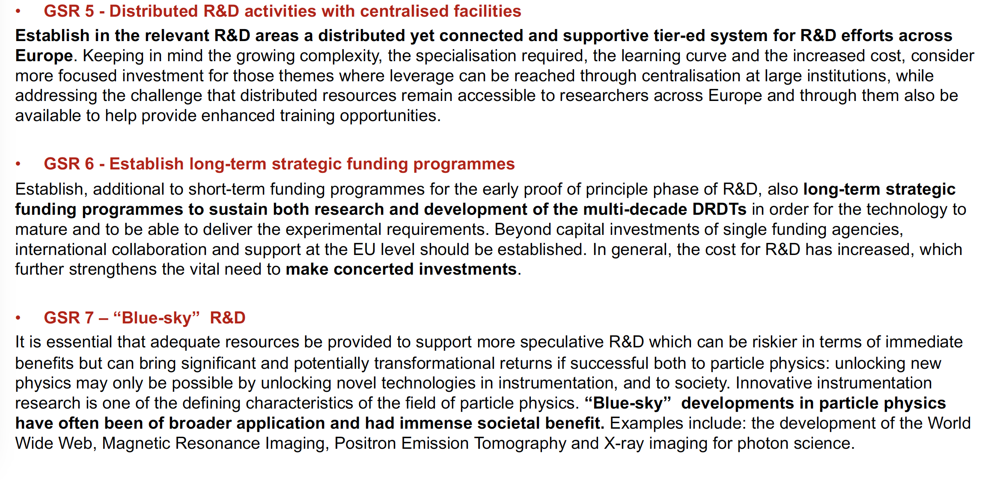 • GSR 5 - Distributed R&D activities with centralised facilities
Establish in the relevant R&D areas a distributed yet connected and supportive tier-ed system for R&D efforts across
Europe. Keeping in mind the growing complexity, the specialisation required, the learning curve and the increased cost, consider
more focused investment for those themes where leverage can be reached through centralisation at large institutions, while
addressing the challenge that distributed resources remain accessible to researchers across Europe and through them also be
available to help provide enhanced training opportunities.
• GSR 6 - Establish long-term strategic funding programmes
Establish, additional to short-term funding programmes for the early proof of principle phase of R&D, also long-term strategic
funding programmes to sustain both research and development of the multi-decade DRDTs in order for the technology to
mature and to be able to deliver the experimental requirements. Beyond capital investments of single funding agencies,
international collaboration and support at the EU level should be established. In general, the cost for R&D has increased, which
further strengthens the vital need to make concerted investments.
• GSR 7 – “Blue-sky” R&D
It is essential that adequate resources be provided to support more speculative R&D which can be riskier in terms of immediate
benefits but can bring significant and potentially transformational returns if successful both to particle physics: unlocking new
physics may only be possible by unlocking novel technologies in instrumentation, and to society. Innovative instrumentation
research is one of the defining characteristics of the field of particle physics. “Blue-sky” developments in particle physics
have often been of broader application and had immense societal benefit. Examples include: the development of the World
Wide Web, Magnetic Resonance Imaging, Positron Emission Tomography and X-ray imaging for photon science.